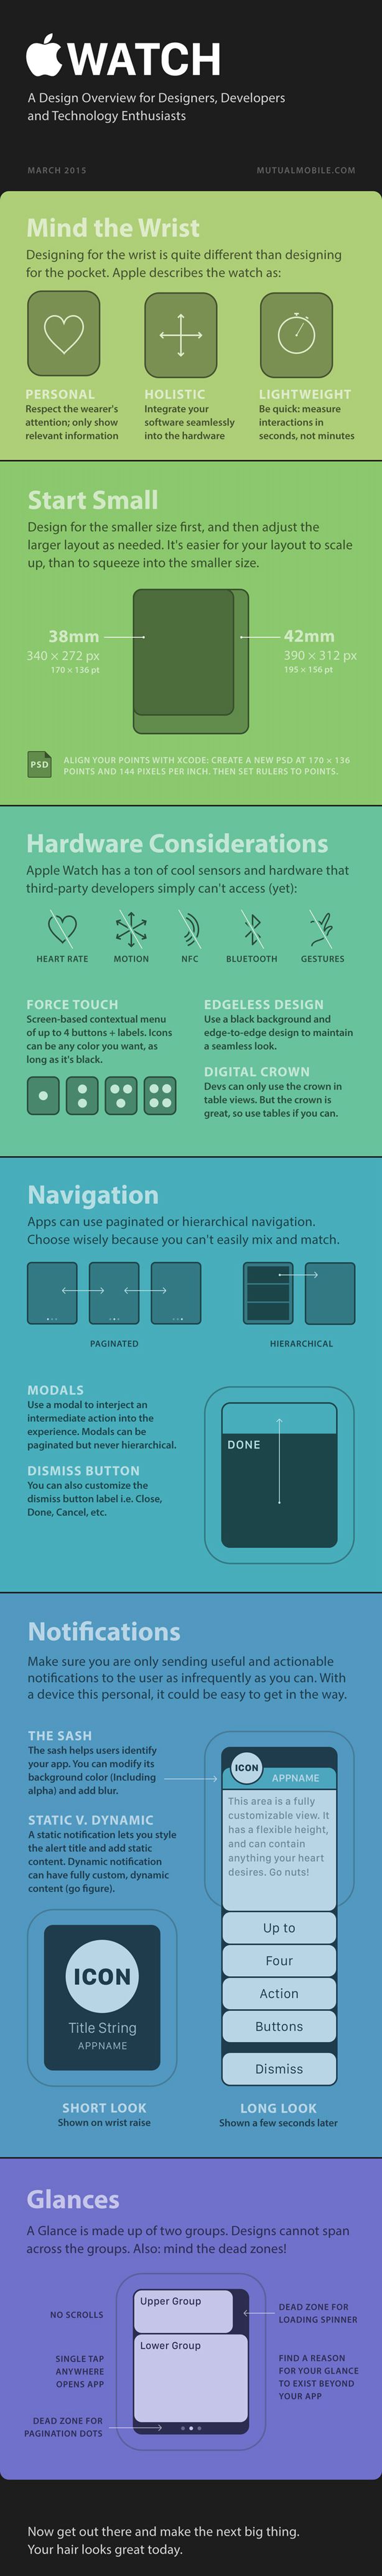 WATCH
A Design Overview for Designers, Developers
and Technology Enthusiasts
MARCH 2015
MUTUALMOBILE.COM
Mind the Wrist
Designing for the wrist is quite different than designing
for the pocket. Apple describes the watch as:
PERSONAL
Respect the wearer's
attention; only show
relevant information
HOLISTIC
Integrate your
software seamlessly
into the hardware
LIGHTWEIGHT
Be quick: measure
interactions in
seconds, not minutes
Start Small
Design for the smaller size first, and then adjust the
larger layout as needed. It's easier for your layout to scale
up, than to squeeze into the smaller size.
38mm
340 × 272 px
170 × 136 pt
42mm
390 × 312 px
195 × 156 pt
PSD
ALIGN YOUR POINTS WITH XCODE: CREATE A NEW PSD AT 170 × 136
POINTS AND 144 PIXELS PER INCH. THEN SET RULERS TO POINTS.
Hardware Considerations
Apple Watch has a ton of cool sensors and hardware that
third-party developers simply can't access (yet):
HEART RATE
MOTION
NFC
BLUETOOTH
GESTURES
FORCE TOUCH
Screen-based contextual menu
of up to 4 buttons + labels. Icons
can be any color you want, as
long as it's black.
EDGELESS DESIGN
Use a black background and
edge-to-edge design to maintain
a seamless look.
DIGITAL CROWN
Devs can only use the crown in
table views. But the crown is
great, so use tables if you can.
Navigation
Apps can use paginated or hierarchical navigation.
Choose wisely because you can't easily mix and match.
PAGINATED
HIERARCHICAL
MODALS
Use a modal to interject an
intermediate action into the
experience. Modals can be
paginated but never hierarchical.
DISMISS BUTTON
You can also customize the
dismiss button label i.e. Close,
Done, Cancel, etc.
DONE
Notifications
Make sure you are only sending useful and actionable
notifications to the user as infrequently as you can. With
a device this personal, it could be easy to get in the way.
THE SASH
The sash helps users identify
your app. You can modify its
background color (Including
alpha) and add blur.
STATIC V. DYNAMIC
A static notification lets you style
the alert title and add static
content. Dynamic notification
can have fully custom, dynamic
content (go figure).
ICON
Title String
APPNAME
SHORT LOOK
Shown on wrist raise
ICON
APPNAME
This area is a fully
customizable view. It
has a flexible height,
and can contain
anything your heart
desires. Go nuts!
Up to
Four
Action
Buttons
Dismiss
LONG LOOK
Shown a few seconds later
Glances
A Glance is made up of two groups. Designs cannot span
across the groups. Also: mind the dead zones!
NO SCROLLS
SINGLE TAP
ANYWHERE
OPENS APP
DEAD ZONE FOR
PAGINATION DOTS
Upper Group
Lower Group
DEAD ZONE FOR
LOADING SPINNER
FIND A REASON
FOR YOUR GLANCE
TO EXIST BEYOND
YOUR APP
Now get out there and make the next big thing.
Your hair looks great today.